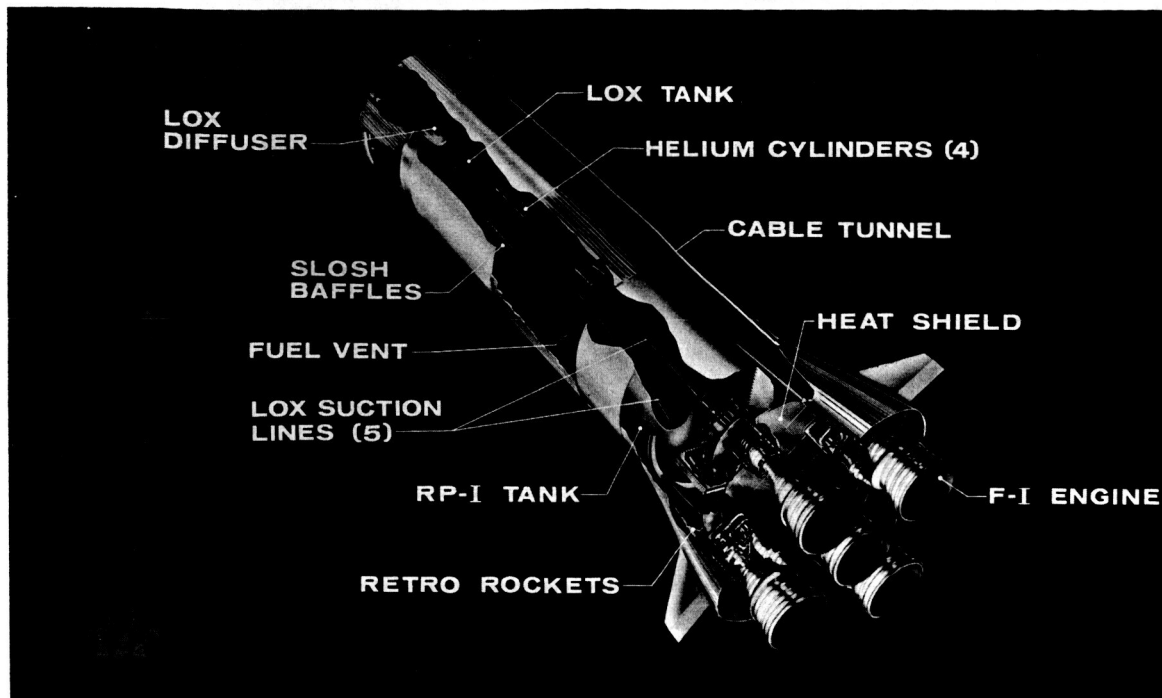 LOX TANK
LOX
DIFFUSER
HELIUM CYLINDERS (4)
CABLE TUNNEL
SLOSH
BAFFLES
HEAT SHIELD
FUEL VENT
LOX SUCTION
LINES (5)
RP-I TANK
F-I ENGINE
RETRO ROCKETS